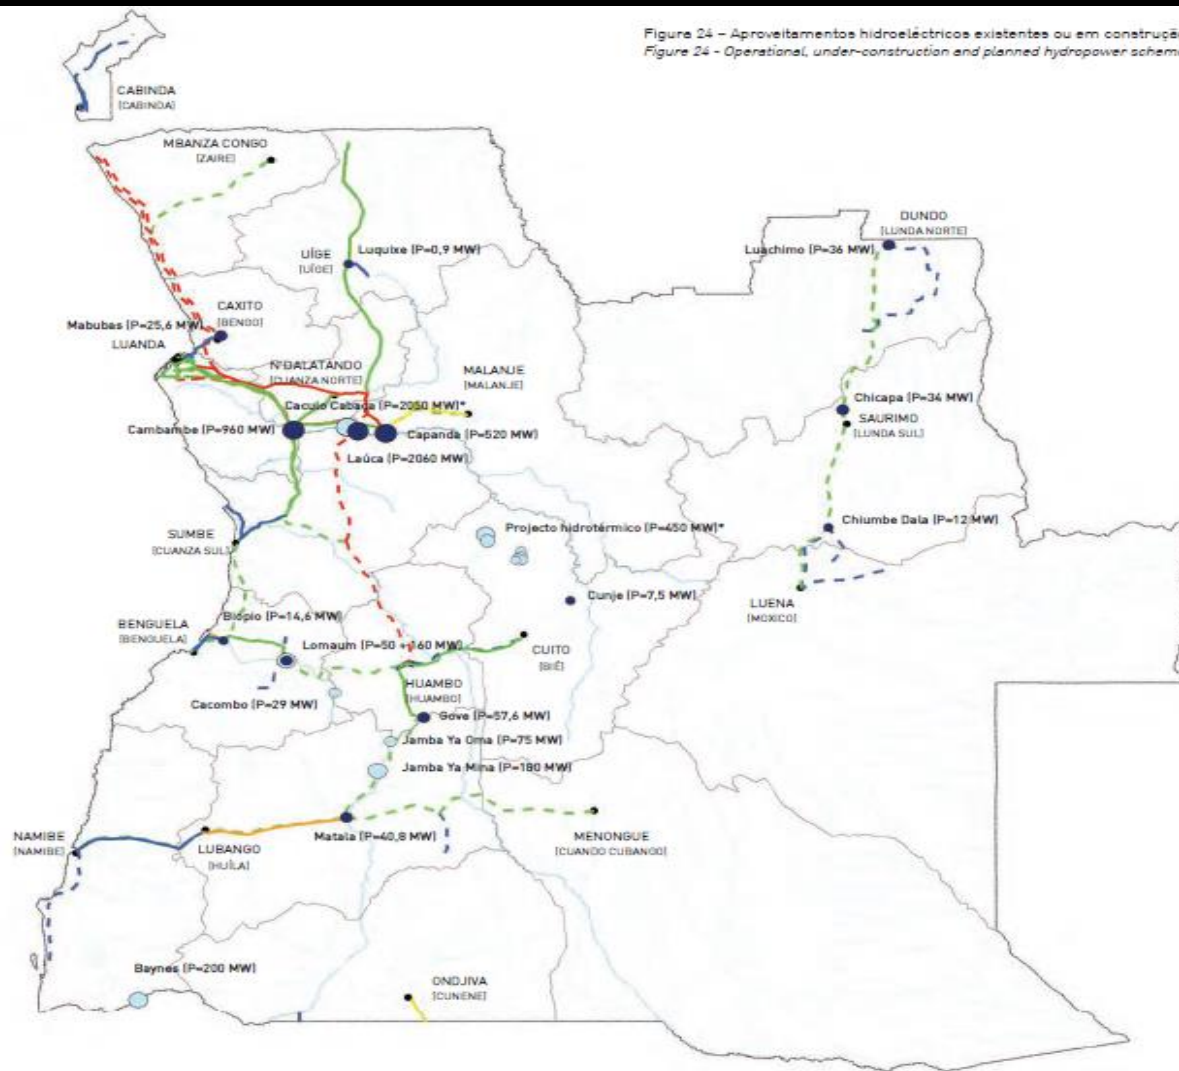 Figura 24 – Aproveitamentos hidroeléctricos existentes ou em construçã
Figure 24 - Operational, under-construction and planned hydropower schem
CABINDA
[CABINDA]
MBANZA CONGO
[ZAIRE]
DUNDO
[LUNDA NORTE]
Luachimo (P=36 MW)
UÍGE
[UÍGE]
Luquixe (P=0,9 MW)
CAXITO
[BENGO]
Mabubas (P=25,6 MW)
LUANDA
N'DALATANDO
[CUANZA NORTE]
MALANJE
[MALANJE]
Caculo Cabaça (P=2050 MW)*
Chicapa (P=34 MW)
SAURIMO
[LUNDA SUL]
Cambambe (P=960 MW)
Capanda (P=520 MW)
Laúca (P=2060 MW)
Projecto hidrotérmico (P=450 MW)*
Chiumbe Dala (P=12 MW)
SUMBE
[CUANZA SUL]
Cunje (P=7,5 MW)
LUENA
[MOXICO]
Biópio (P=14,6 MW)
BENGUELA
[BENGUELA]
Lomaum (P=50 + 160 MW)
CUITO
[BIÉ]
HUAMBO
[HUAMBO]
Cacombo (P=29 MW)
Gove (P=57,6 MW)
Jamba Ya Oma (P=75 MW)
Jamba Ya Mina (P=180 MW)
NAMIBE
[NAMIBE]
LUBANGO
[HUÍLA]
Matala (P=40,8 MW)
MENONGUE
[CUANDO CUBANGO]
Baynes (P=200 MW)
ONDJIVA
[CUNENE]